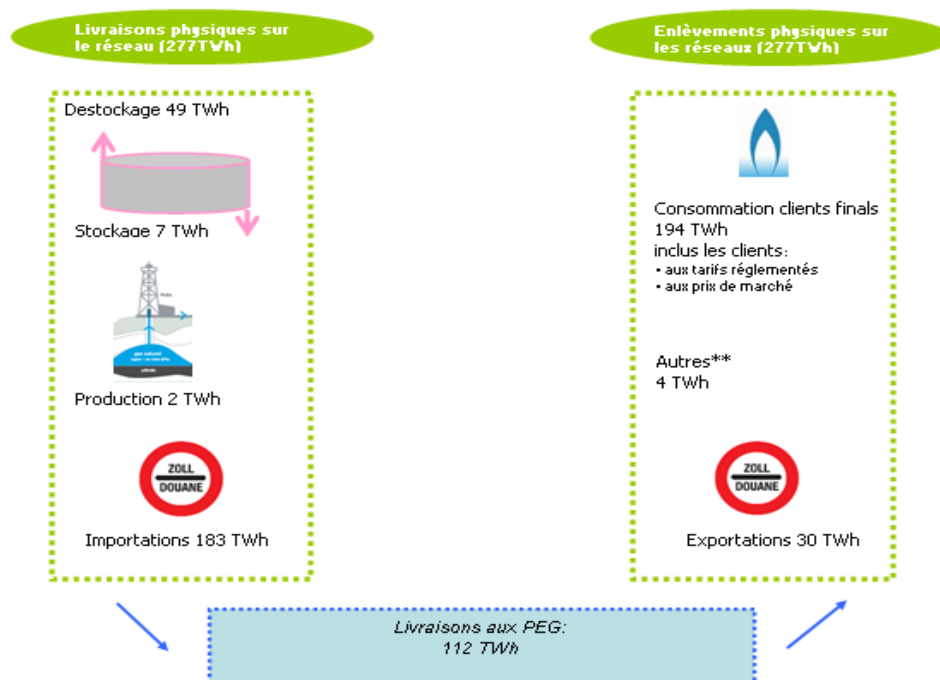 Livraisons physiques sur
le réseau (277TWh)
Destockage 49 TWh
Stockage 7 TWh
Production 2 TWh
ZOLL
DOUANE
Importations 183 TWh
Enlèvements physiques sur
les réseaux (277TWh)
Consommation clients finals
194 TWh
inclus les clients:
• aux tarifs réglementés
• aux prix de marché
Autres**
4 TWh
ZOLL
DOUANE
Exportations 30 TWh
Livraisons aux PEG:
112 TWh